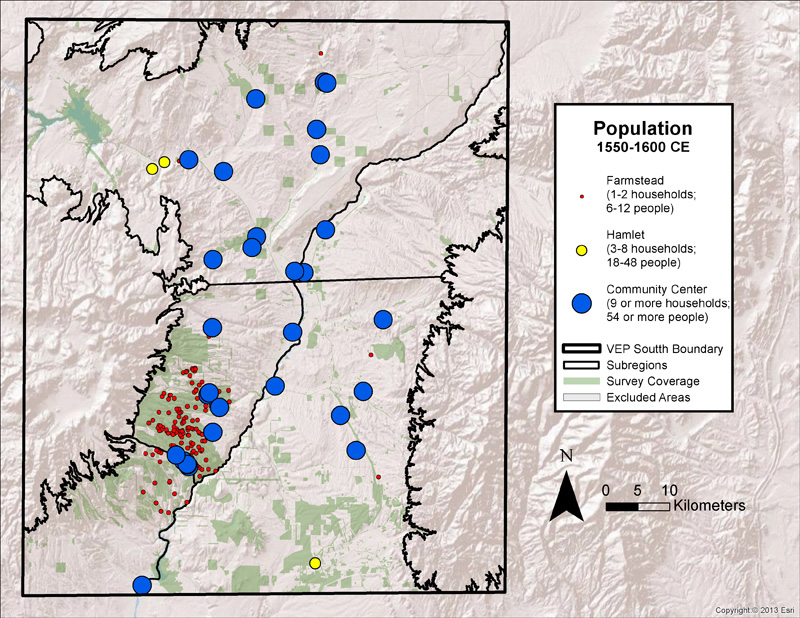 Population
1550-1600 CE
Farmstead
(1-2 households;
6-12 people)
Hamlet
(3-8 households;
18-48 people)
Community Center
(9 or more households;
54 or more people)
VEP Soutth Boundary
Subregions
Survey Coverage
Excluded Areas
N
0 5 10
Kilometers
Copyright:© 2013 Esri